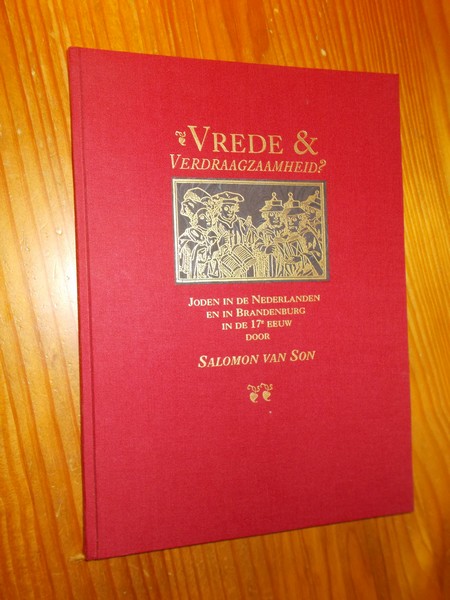 VREDE &
VERDRAAGZAAMHEID?
JODEN IN DE NEDERLANDEN
EN IN BRANDENBURG
IN DE 17e EEUW
DOOR
SALOMON VAN SON